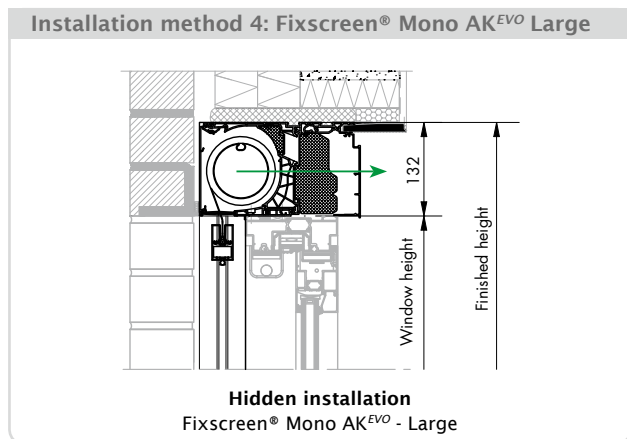 Installation method 4: Fixscreen® Mono AKEVO Large
132
Window height
Finished height
Hidden installation
Fixscreen® Mono AKEVO - Large